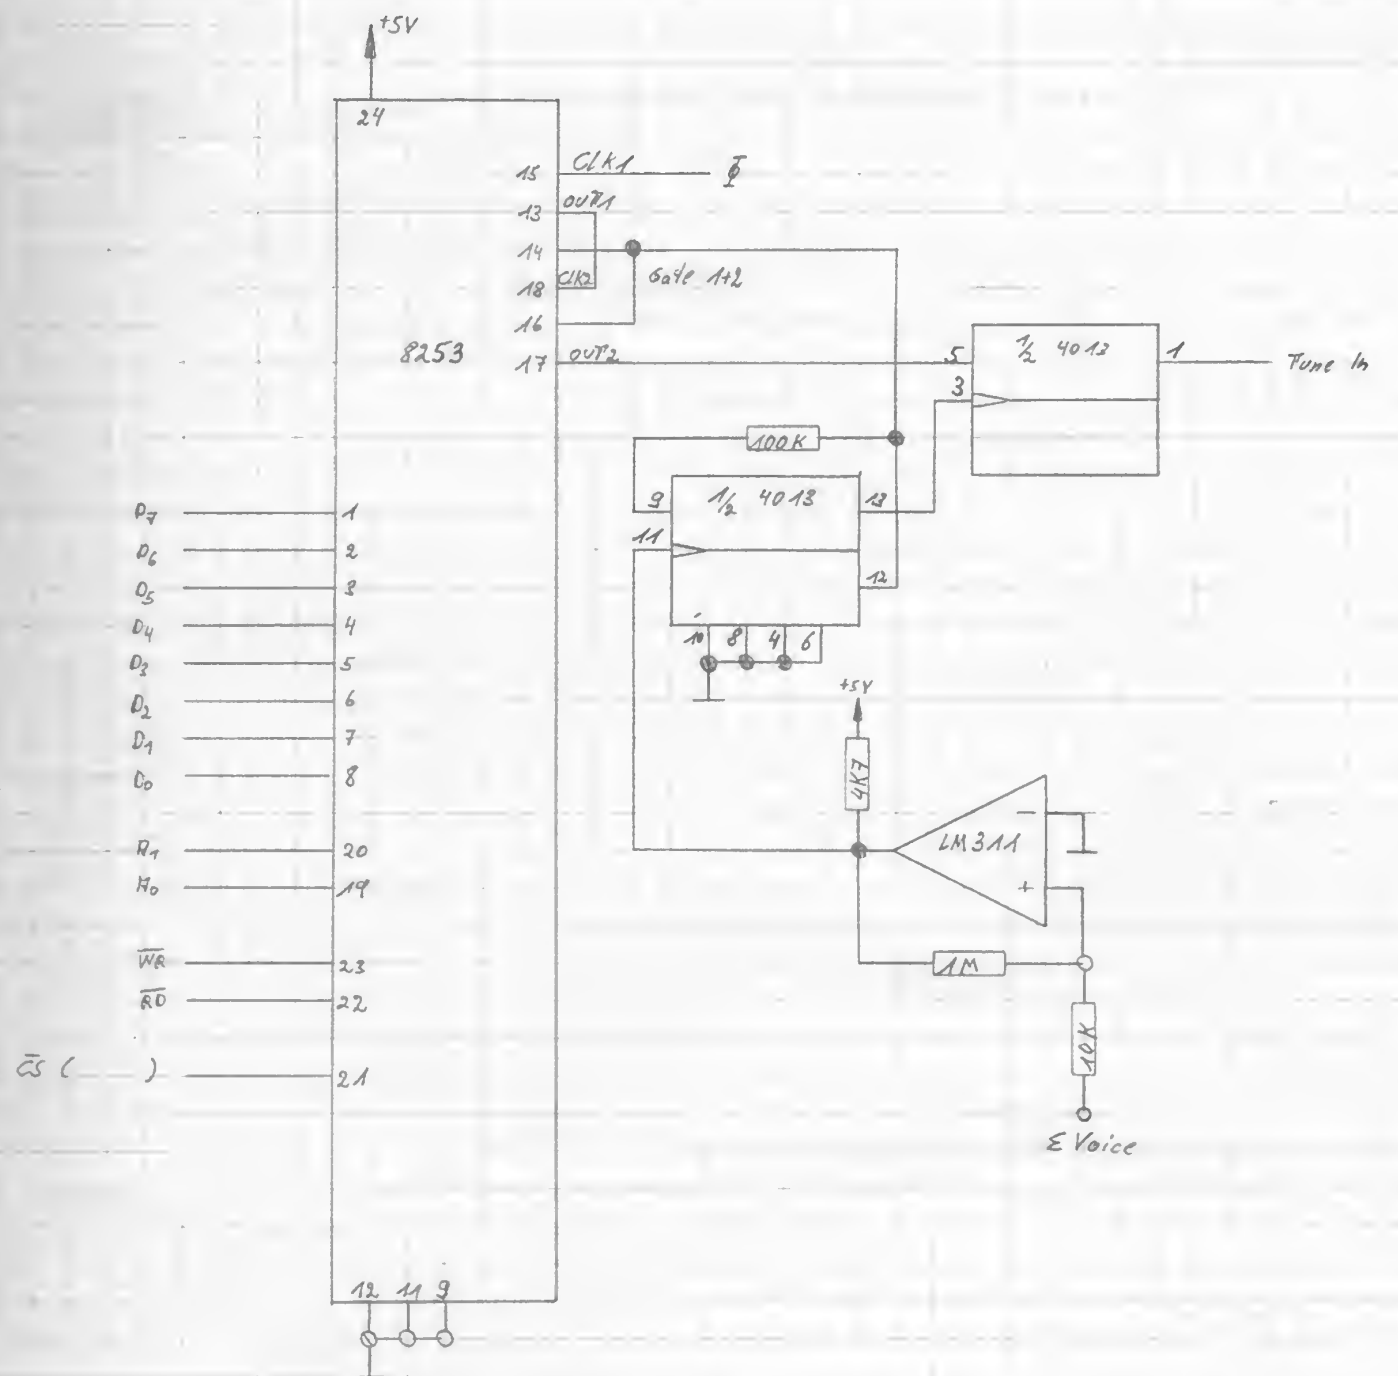 +5V
24
15 CLK1 Φ
13 OUT1
14
18 CLK2 Gate 1+2
16
8253
17 OUT2
5 1/2 4013 1 Tune In
3
100K
9 1/2 4013 13
11
12
10 8 4 6
D7 1
D6 2
D5 3
D4 4
D3 5
D2 6
D1 7
D0 8
A1 20
A0 19
WR 23
RD 22
CS ( ) 21
+5V
4K7
LM311
−
+
1M
10K
Σ Voice
12 11 9